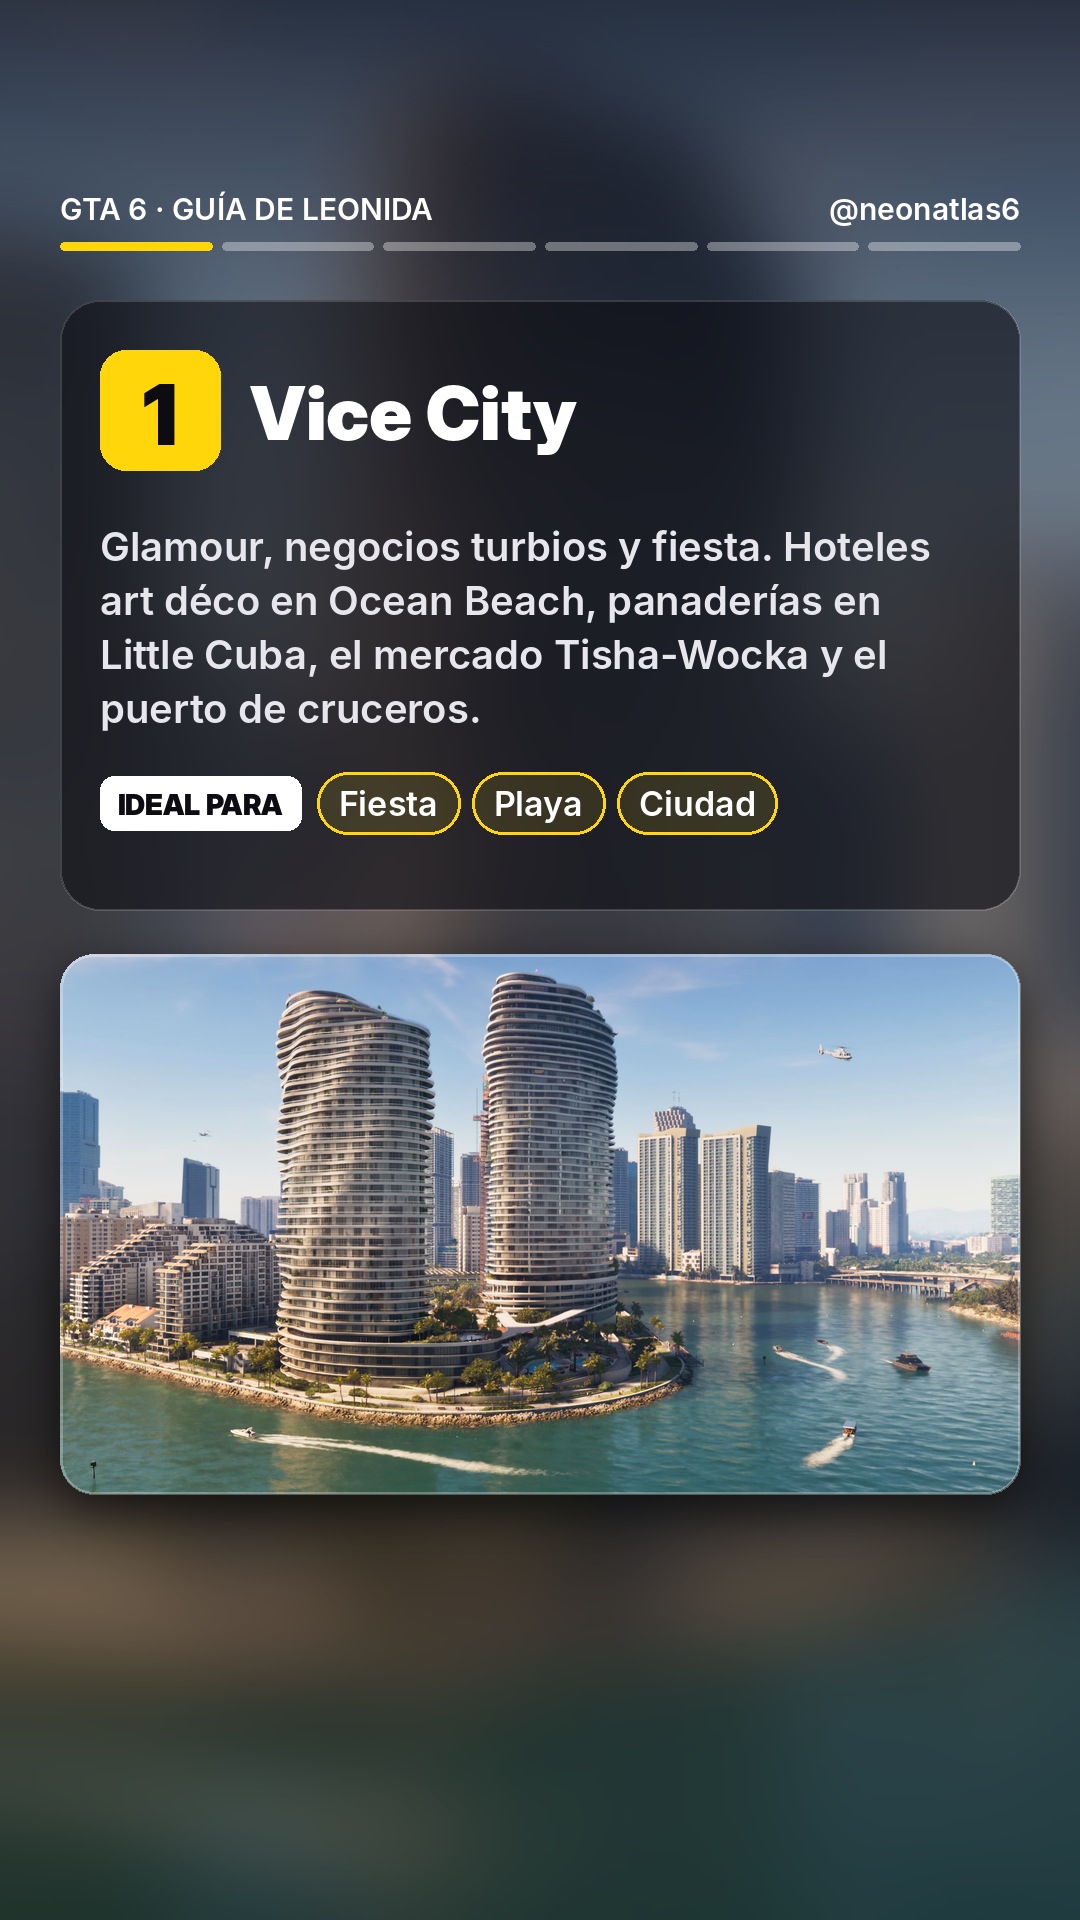 GTA 6 · GUÍA DE LEONIDA
@neonatlas6
1
Vice City
Glamour, negocios turbios y fiesta. Hoteles
art déco en Ocean Beach, panaderías en
Little Cuba, el mercado Tisha-Wocka y el
puerto de cruceros.
IDEAL PARA
Fiesta
Playa
Ciudad